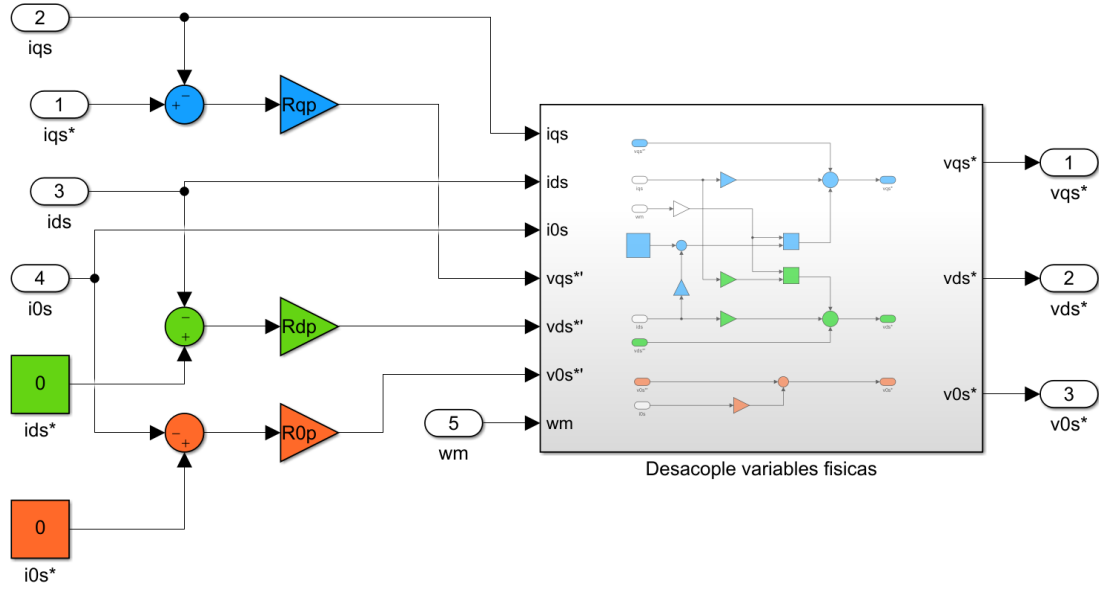 2
iqs
1
iqs*
Rqp
3
ids
4
i0s
Rdp
0
ids*
R0p
0
i0s*
5
wm
iqs
ids
i0s
vqs*'
vds*'
v0s*'
wm
vqs*
vds*
v0s*
Desacople variables fisicas
1
vqs*
2
vds*
3
v0s*